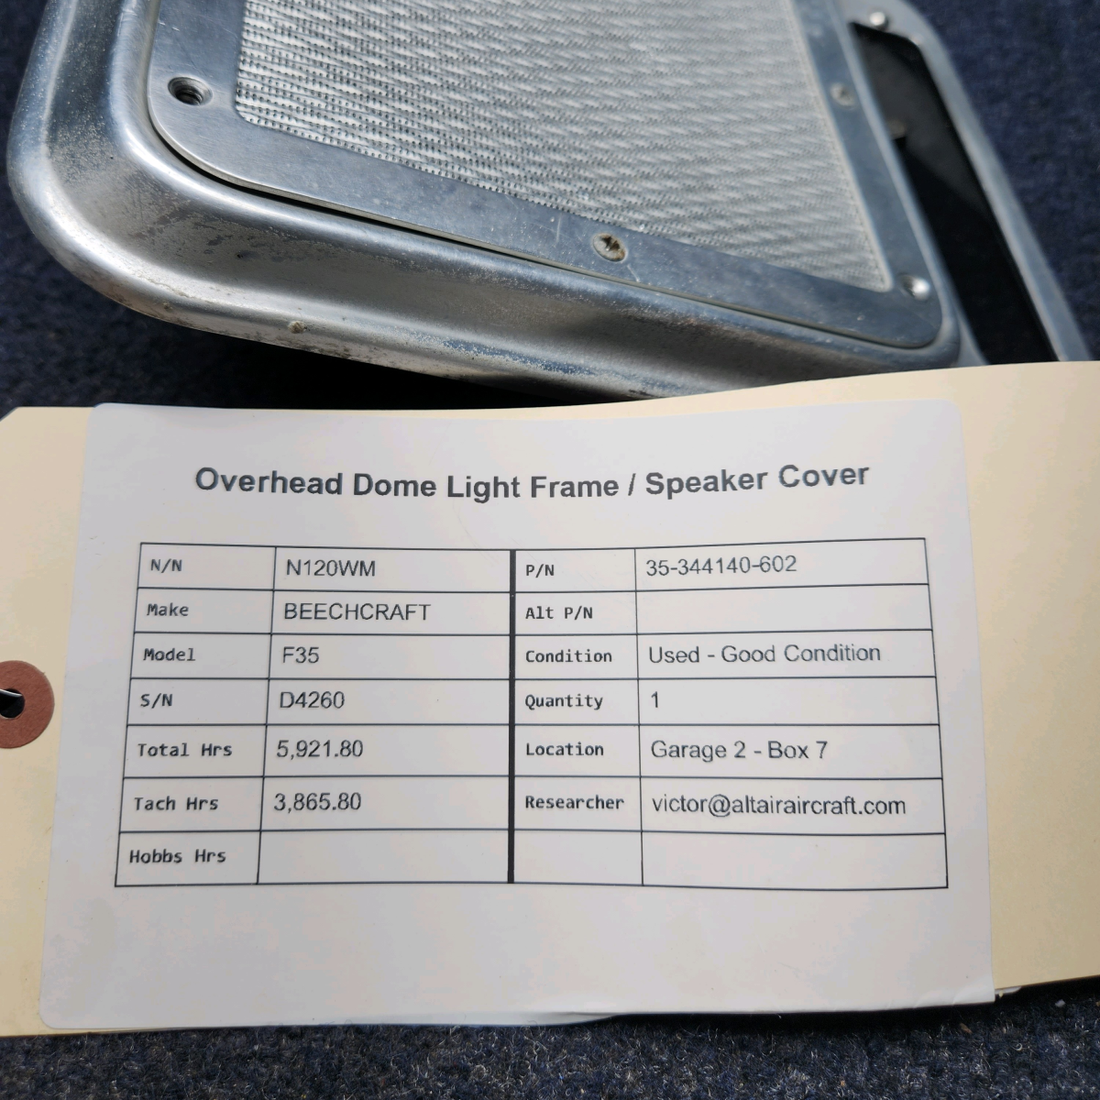 Overhead Dome Light Frame / Speaker Cover
N/N N120WM P/N 35-344140-602
Make BEECHCRAFT Alt P/N
Model F35 Condition Used - Good Condition
S/N D4260 Quantity 1
Total Hrs 5,921.80 Location Garage 2 - Box 7
Tach Hrs 3,865.80 Researcher victor@altairaircraft.com
Hobbs Hrs